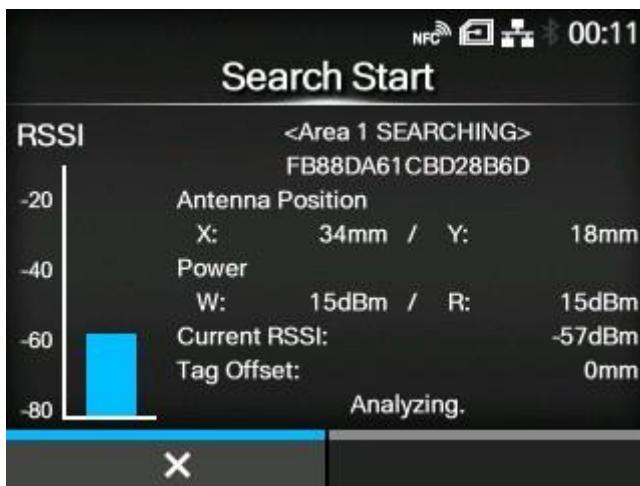 NFC 00:11
Search Start
RSSI
<Area 1 SEARCHING>
FB88DA61CBD28B6D
-20
Antenna Position
X: 34mm / Y: 18mm
-40
Power
W: 15dBm / R: 15dBm
-60
Current RSSI: -57dBm
Tag Offset: 0mm
-80
Analyzing.